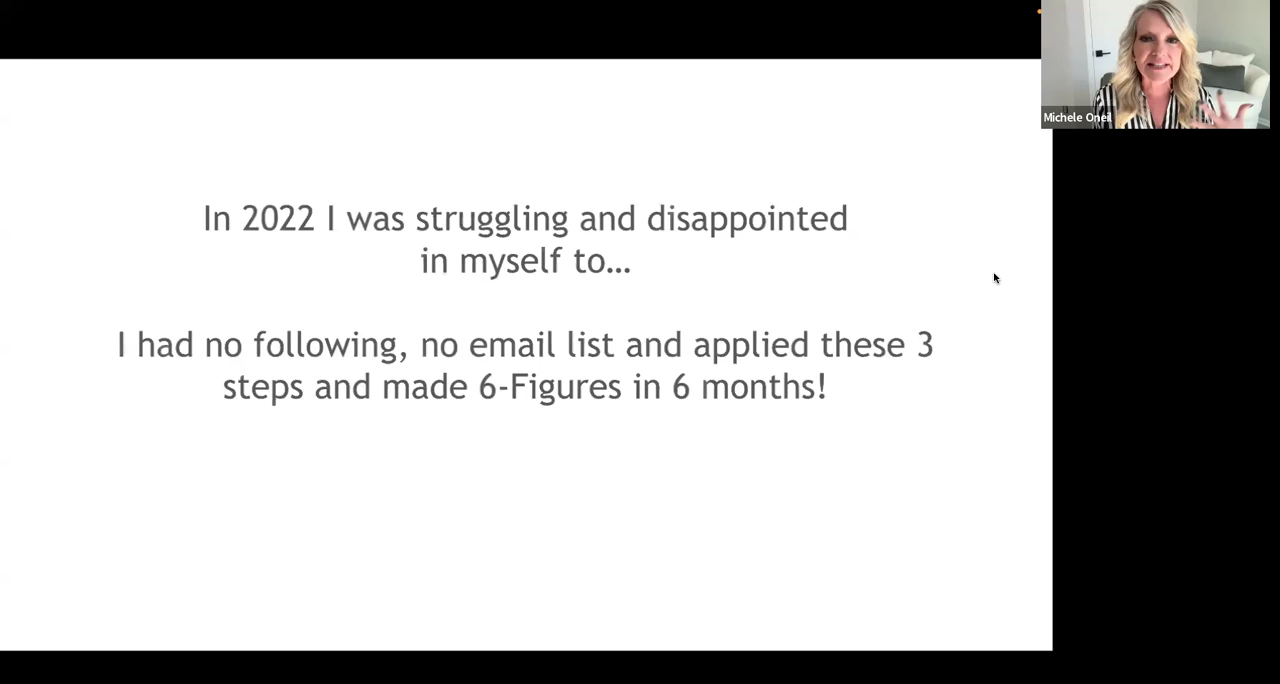 Michele Oneil
In 2022 I was struggling and disappointed
in myself to...
I had no following, no email list and applied these 3
steps and made 6-Figures in 6 months!